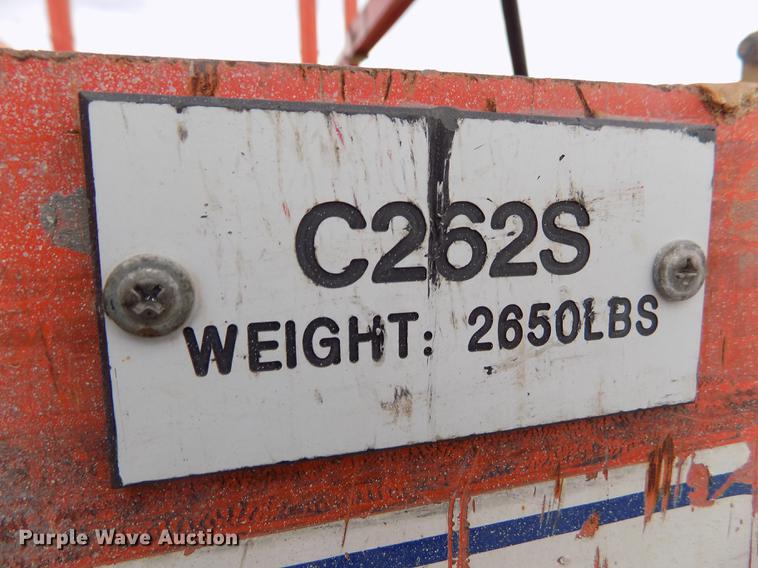 C262S
WEIGHT: 2650LBS
Purple Wave Auction®